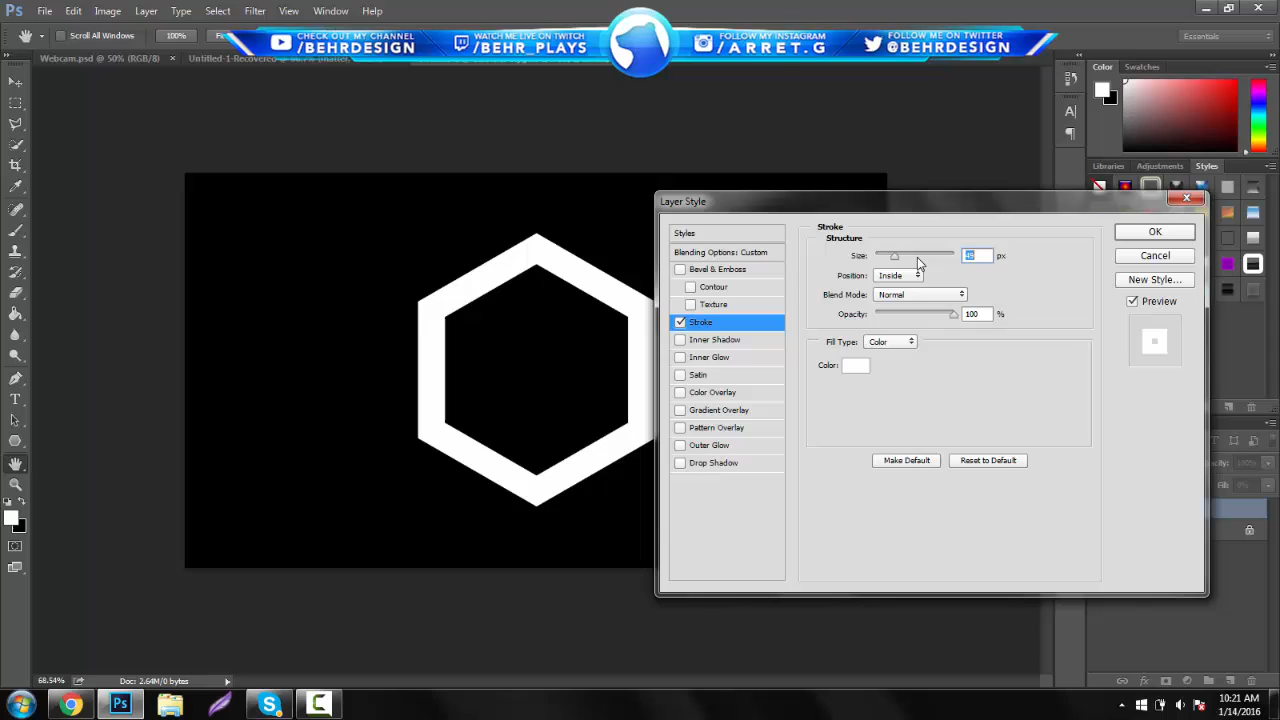 Ps File Edit Image Layer Type Select Filter View Window Help
Scroll All Windows 100%
CHECK OUT MY CHANNEL
/BEHRDESIGN
WATCH ME LIVE ON TWITCH
/BEHR_PLAYS
FOLLOW MY INSTAGRAM
/ARRET.G
FOLLOW ME ON TWITTER
@BEHRDESIGN
Essentials
Webcam.psd @ 50% (RGB/8)
Color Swatches
Libraries Adjustments Styles
Layer Style
Styles
Blending Options: Custom
Bevel & Emboss
Contour
Texture
Stroke
Inner Shadow
Inner Glow
Satin
Color Overlay
Gradient Overlay
Pattern Overlay
Outer Glow
Drop Shadow
Stroke
Structure
Size: px
Position: Inside
Blend Mode: Normal
Opacity: 100 %
Fill Type: Color
Color:
Make Default Reset to Default
OK
Cancel
New Style...
Preview
Fill:
68.54% Doc: 2.64M/0 bytes
10:21 AM
1/14/2016